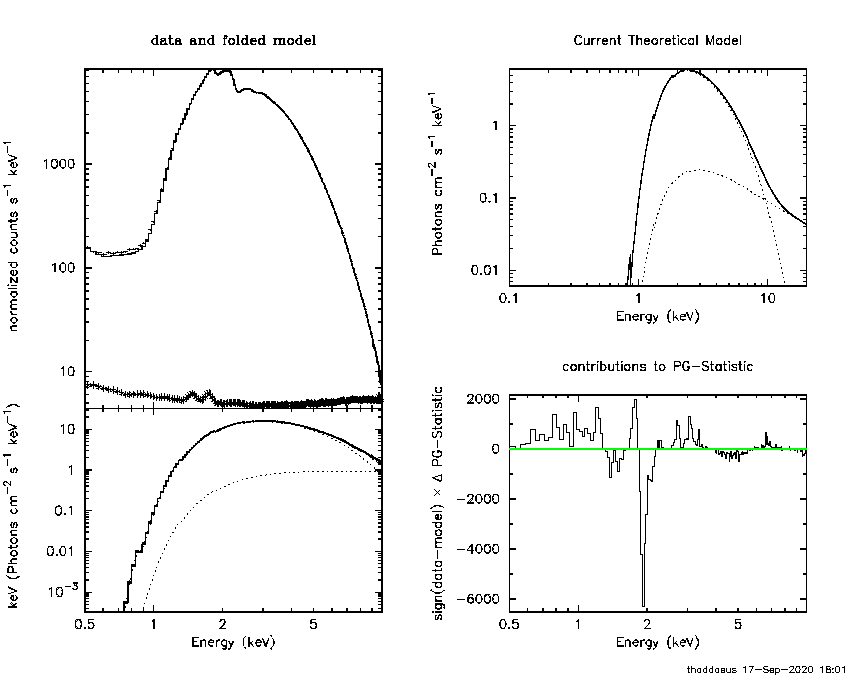 data and folded model
normalized counts s⁻¹ keV⁻¹
1000
100
10
keV (Photons cm⁻² s⁻¹ keV⁻¹)
10
1
0.1
0.01
10⁻³
0.5
1
2
5
Energy (keV)
Current Theoretical Model
Photons cm⁻² s⁻¹ keV⁻¹
1
0.1
0.01
0.1
1
10
Energy (keV)
contributions to PG-Statistic
sign(data-model) × Δ PG-Statistic
2000
0
-2000
-4000
-6000
0.5
1
2
5
Energy (keV)
thaddaeus 17-Sep-2020 18:01